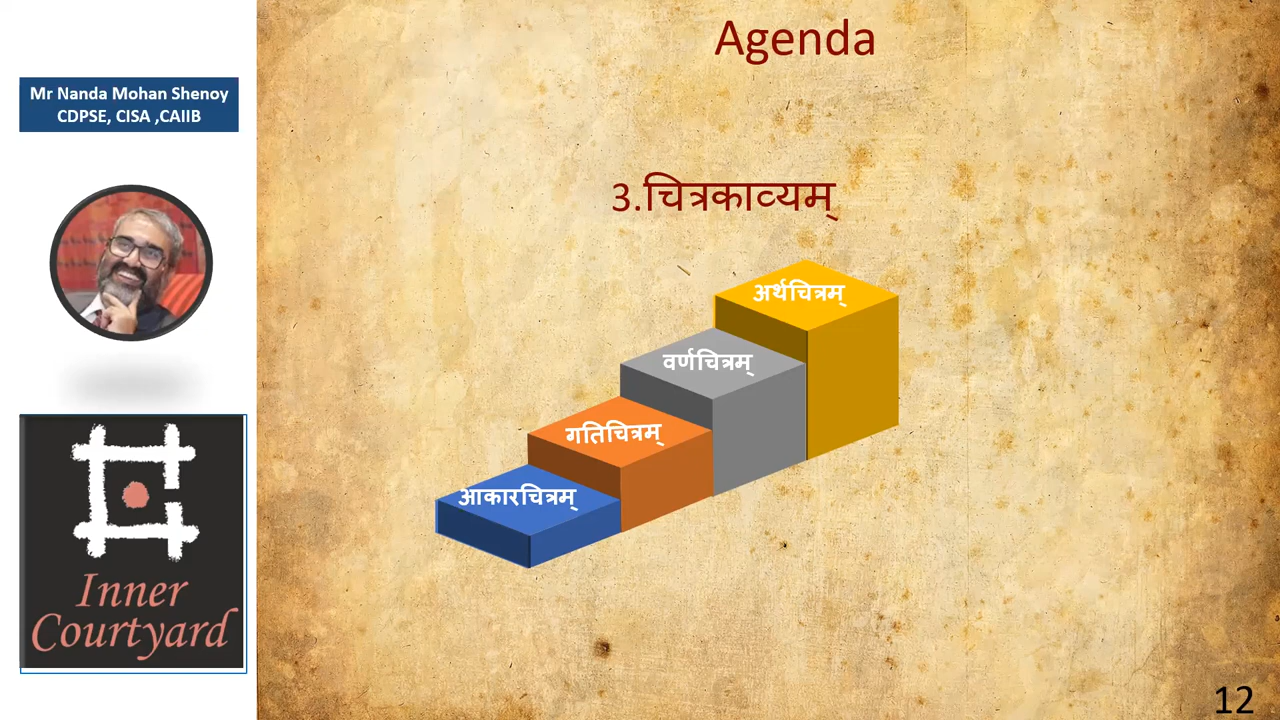 Agenda
Mr Nanda Mohan Shenoy
CDPSE, CISA ,CAIIB
3.चित्रकाव्यम्
अर्थचित्रम्
वर्णचित्रम्
गतिचित्रम्
आकारचित्रम्
Inner
Courtyard
12